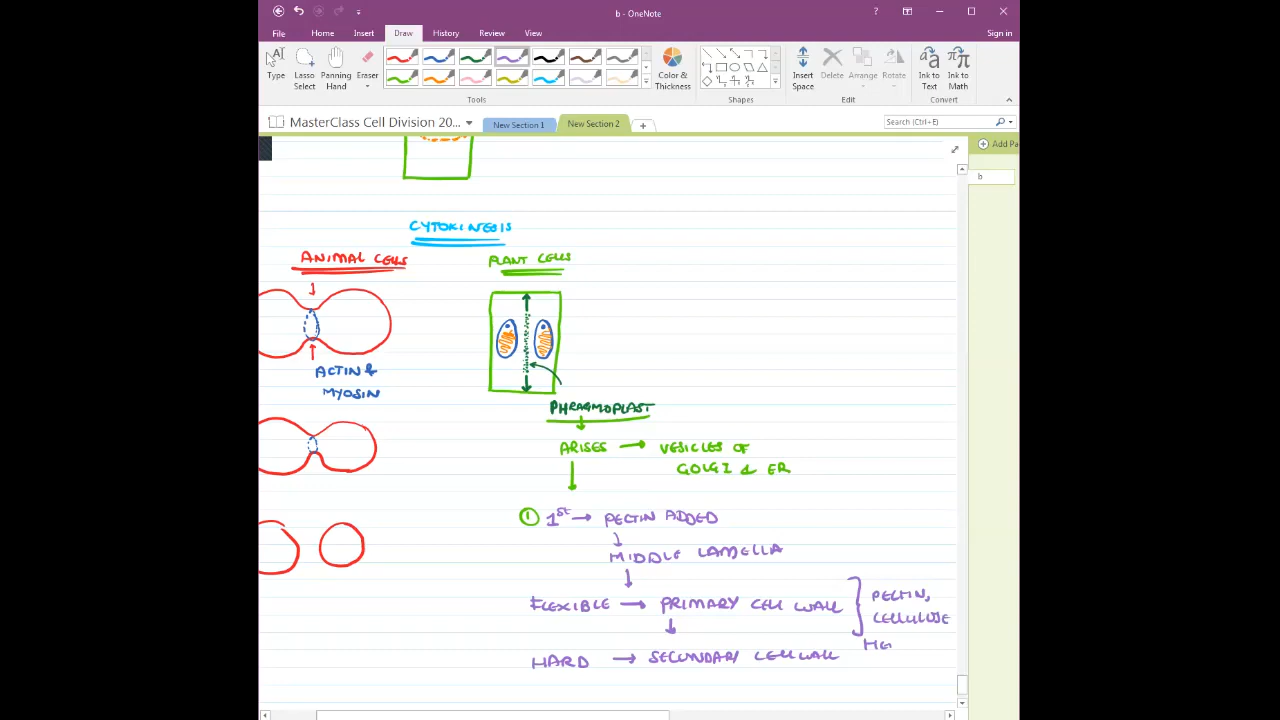 b - OneNote
?
Sign in
File
Home
Insert
Draw
History
Review
View
Type
Lasso
Select
Panning
Hand
Eraser
Color &
Thickness
Insert
Space
Delete
Arrange
Rotate
Ink to
Text
Ink to
Math
Tools
Shapes
Edit
Convert
MasterClass Cell Division 20...
New Section 1
New Section 2
Search (Ctrl+E)
Add Pa
b
CYTOKINESIS
ANIMAL CELLS
PLANT CELLS
ACTIN &
MYOSIN
PHRAGMOPLAST
ARISES → VESICLES OF
GOLGI & ER
① 1st → PECTIN ADDED
MIDDLE LAMELLA
FLEXIBLE → PRIMARY CELL WALL
PECTIN,
CELLULOSE
HE
HARD → SECONDARY CELL WALL